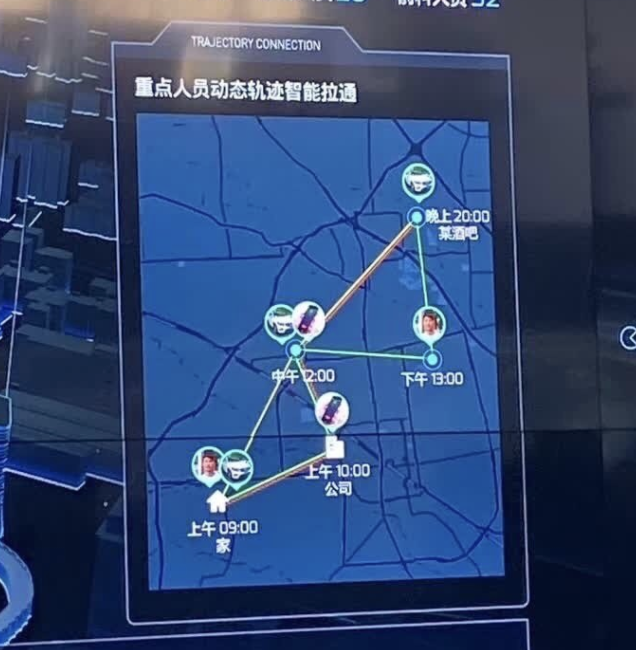 TRAJECTORY CONNECTION
重点人员动态轨迹智能拉通
晚上 20:00
某酒吧
中午 12:00
下午 13:00
上午 10:00
公司
上午 09:00
家